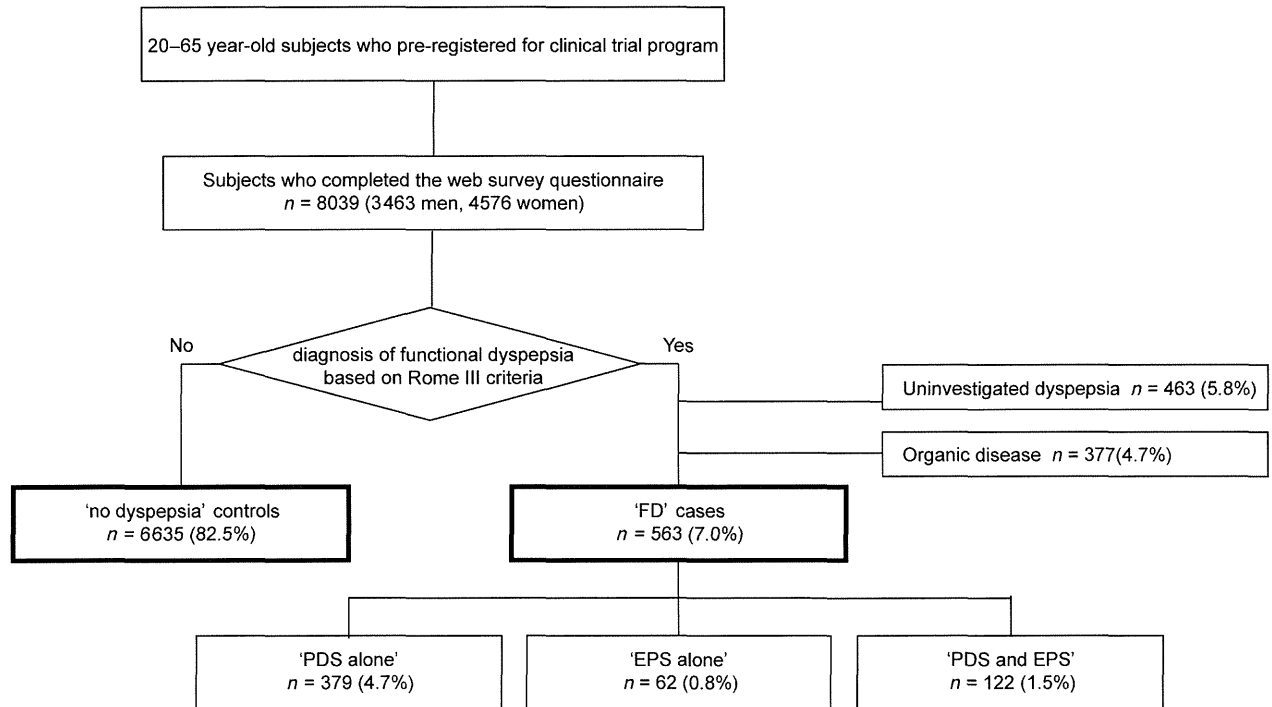 20–65 year-old subjects who pre-registered for clinical trial program
Subjects who completed the web survey questionnaire
n = 8039 (3463 men, 4576 women)
No
diagnosis of functional dyspepsia
based on Rome III criteria
Yes
Uninvestigated dyspepsia n = 463 (5.8%)
Organic disease n = 377(4.7%)
‘no dyspepsia’ controls
n = 6635 (82.5%)
‘FD’ cases
n = 563 (7.0%)
‘PDS alone’
n = 379 (4.7%)
‘EPS alone’
n = 62 (0.8%)
‘PDS and EPS’
n = 122 (1.5%)